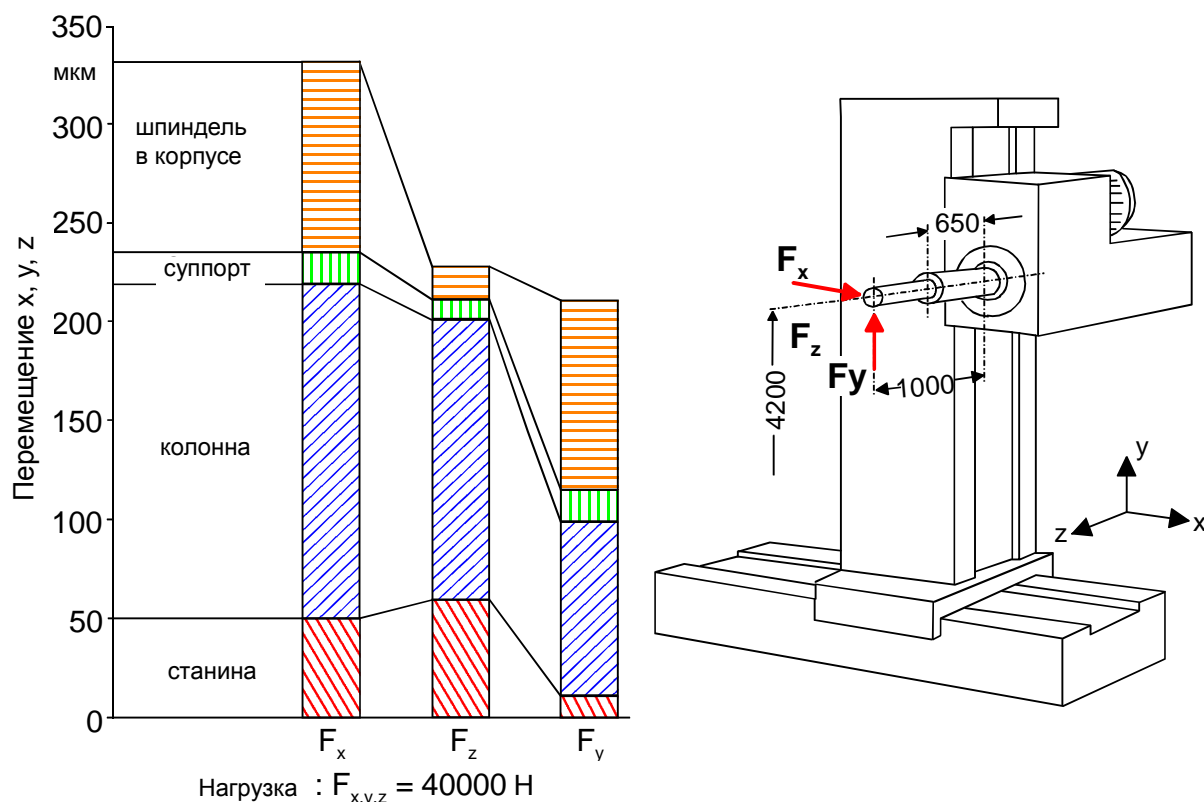 350
мкм
300
250
200
150
100
50
0
Перемещение x, y, z
шпиндель
в корпусе
суппорт
колонна
станина
Fx
Fz
Fy
Нагрузка : Fx,y,z = 40000 Н
650
Fx
Fz
Fy
1000
4200
y
x
z